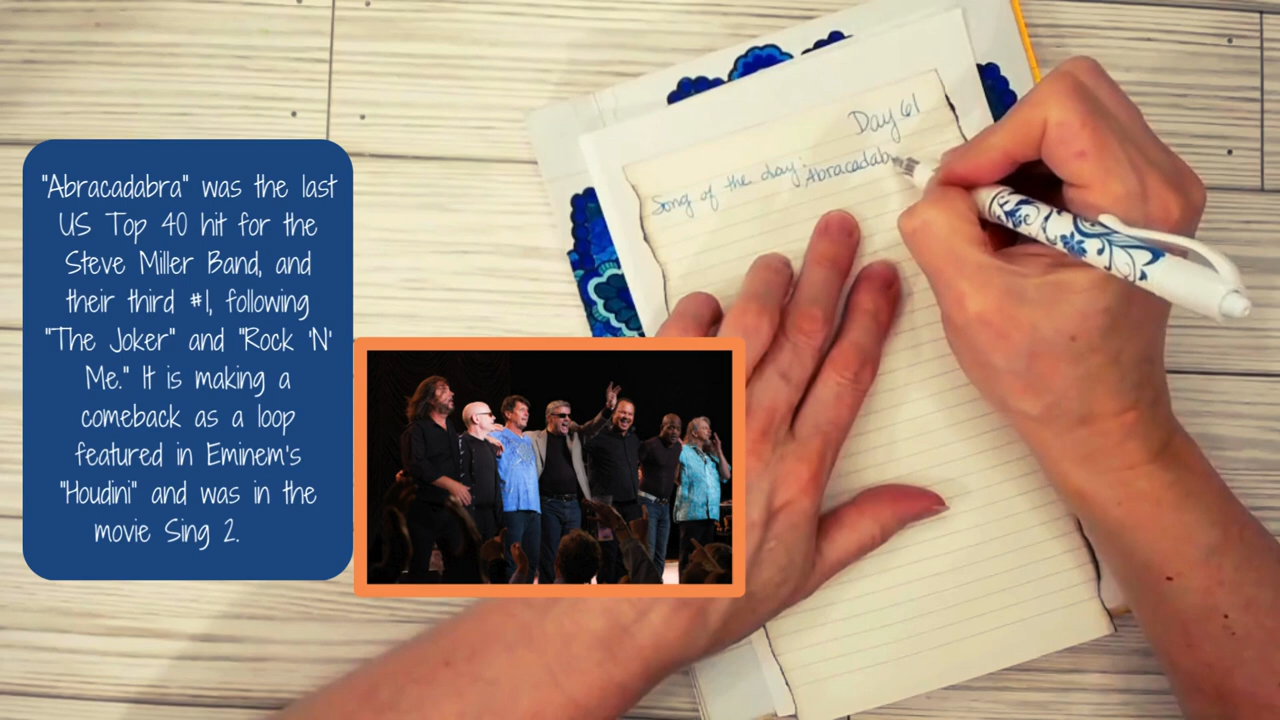 "Abracadabra" was the last
US Top 40 hit for the
Steve Miller Band, and
their third #1, following
"The Joker" and "Rock 'N'
Me." It is making a
comeback as a loop
featured in Eminem's
"Houdini" and was in the
movie Sing 2.
Day 61
Song of the day: Abracadab